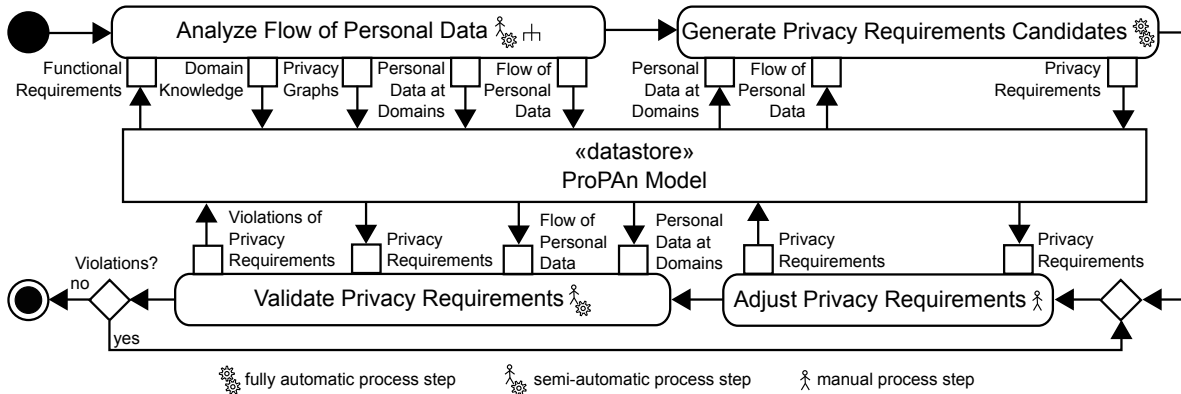 Analyze Flow of Personal Data
Generate Privacy Requirements Candidates
Functional
Requirements
Domain
Knowledge
Privacy
Graphs
Personal
Data at
Domains
Flow of
Personal
Data
Personal
Data at
Domains
Flow of
Personal
Data
Privacy
Requirements
«datastore»
ProPAn Model
Violations of
Privacy
Requirements
Privacy
Requirements
Flow of
Personal
Data
Personal
Data at
Domains
Privacy
Requirements
Privacy
Requirements
Violations?
no
yes
Validate Privacy Requirements
Adjust Privacy Requirements
fully automatic process step
semi-automatic process step
manual process step